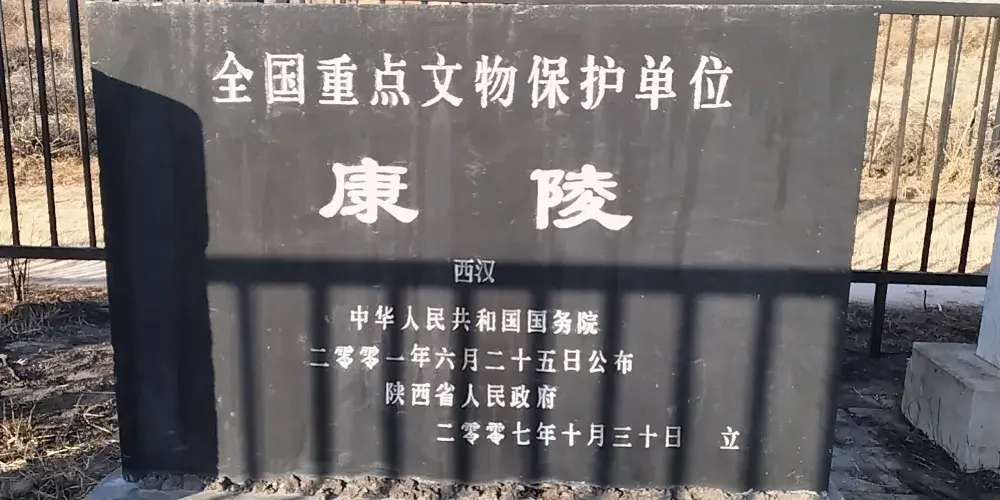 全国重点文物保护单位
康陵
西汉
中华人民共和国国务院
二零零一年六月二十五日公布
陕西省人民政府
二零零七年十月三十日 立